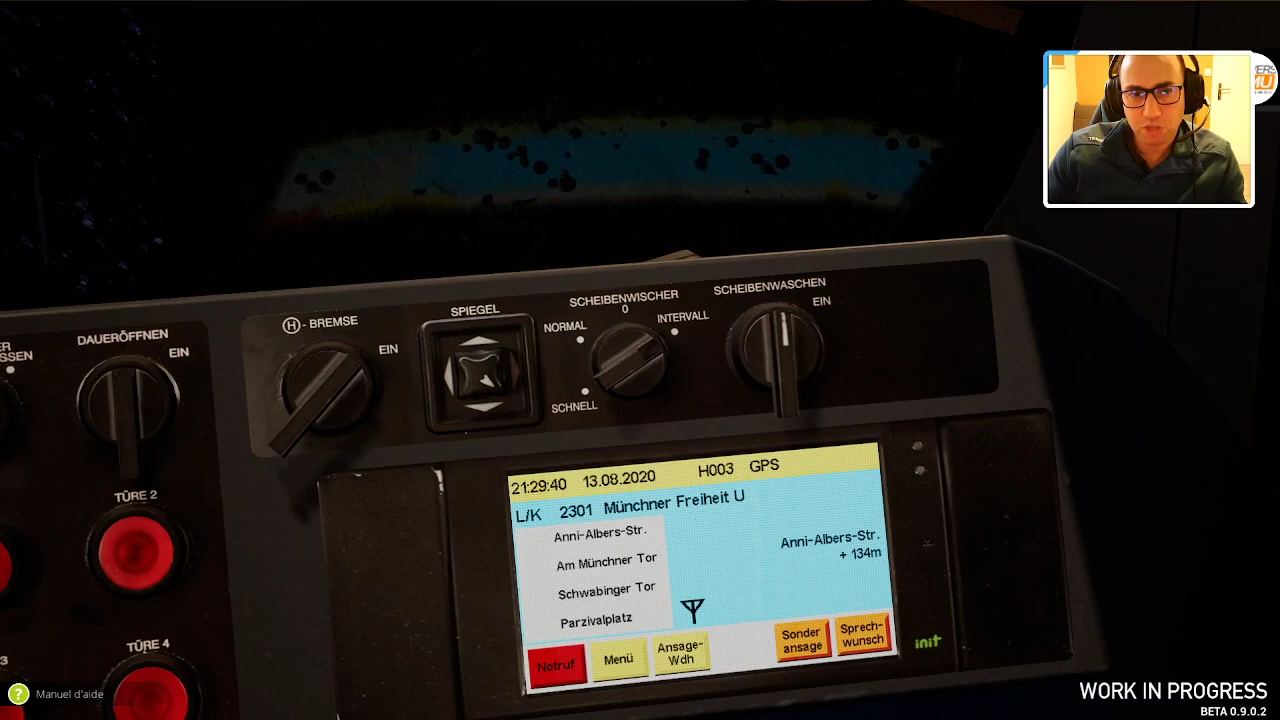 DAUERÖFFNEN
EIN
TÜRE 2
TÜRE 4
H - BREMSE
EIN
SPIEGEL
SCHEIBENWISCHER
0
NORMAL
INTERVALL
SCHNELL
SCHEIBENWASCHEN
EIN
21:29:40 13.08.2020 H003 GPS
L/K 2301 Münchner Freiheit U
Anni-Albers-Str.
Am Münchner Tor
Schwabinger Tor
Parzivalplatz
Anni-Albers-Str.
+ 134m
Notruf
Menü
Ansage-
Wdh
Sonder
ansage
Sprech-
wunsch
init
? Manuel d'aide
WORK IN PROGRESS
BETA 0.9.0.2